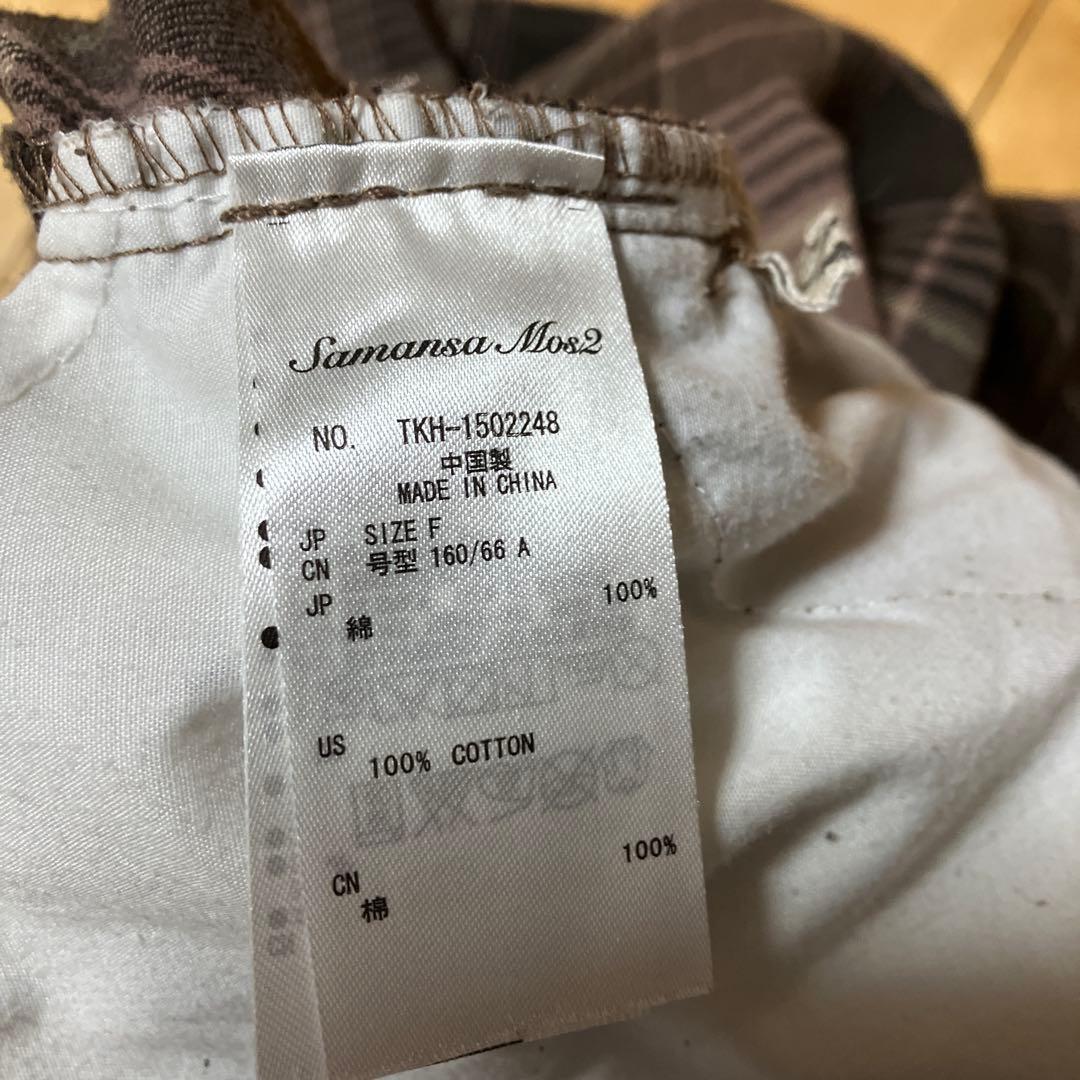 Samansa Mos2
NO. TKH-1502248
中国製
MADE IN CHINA
JP SIZE F
CN 号型 160/66 A
JP
綿 100%
US
100% COTTON
CN
棉 100%